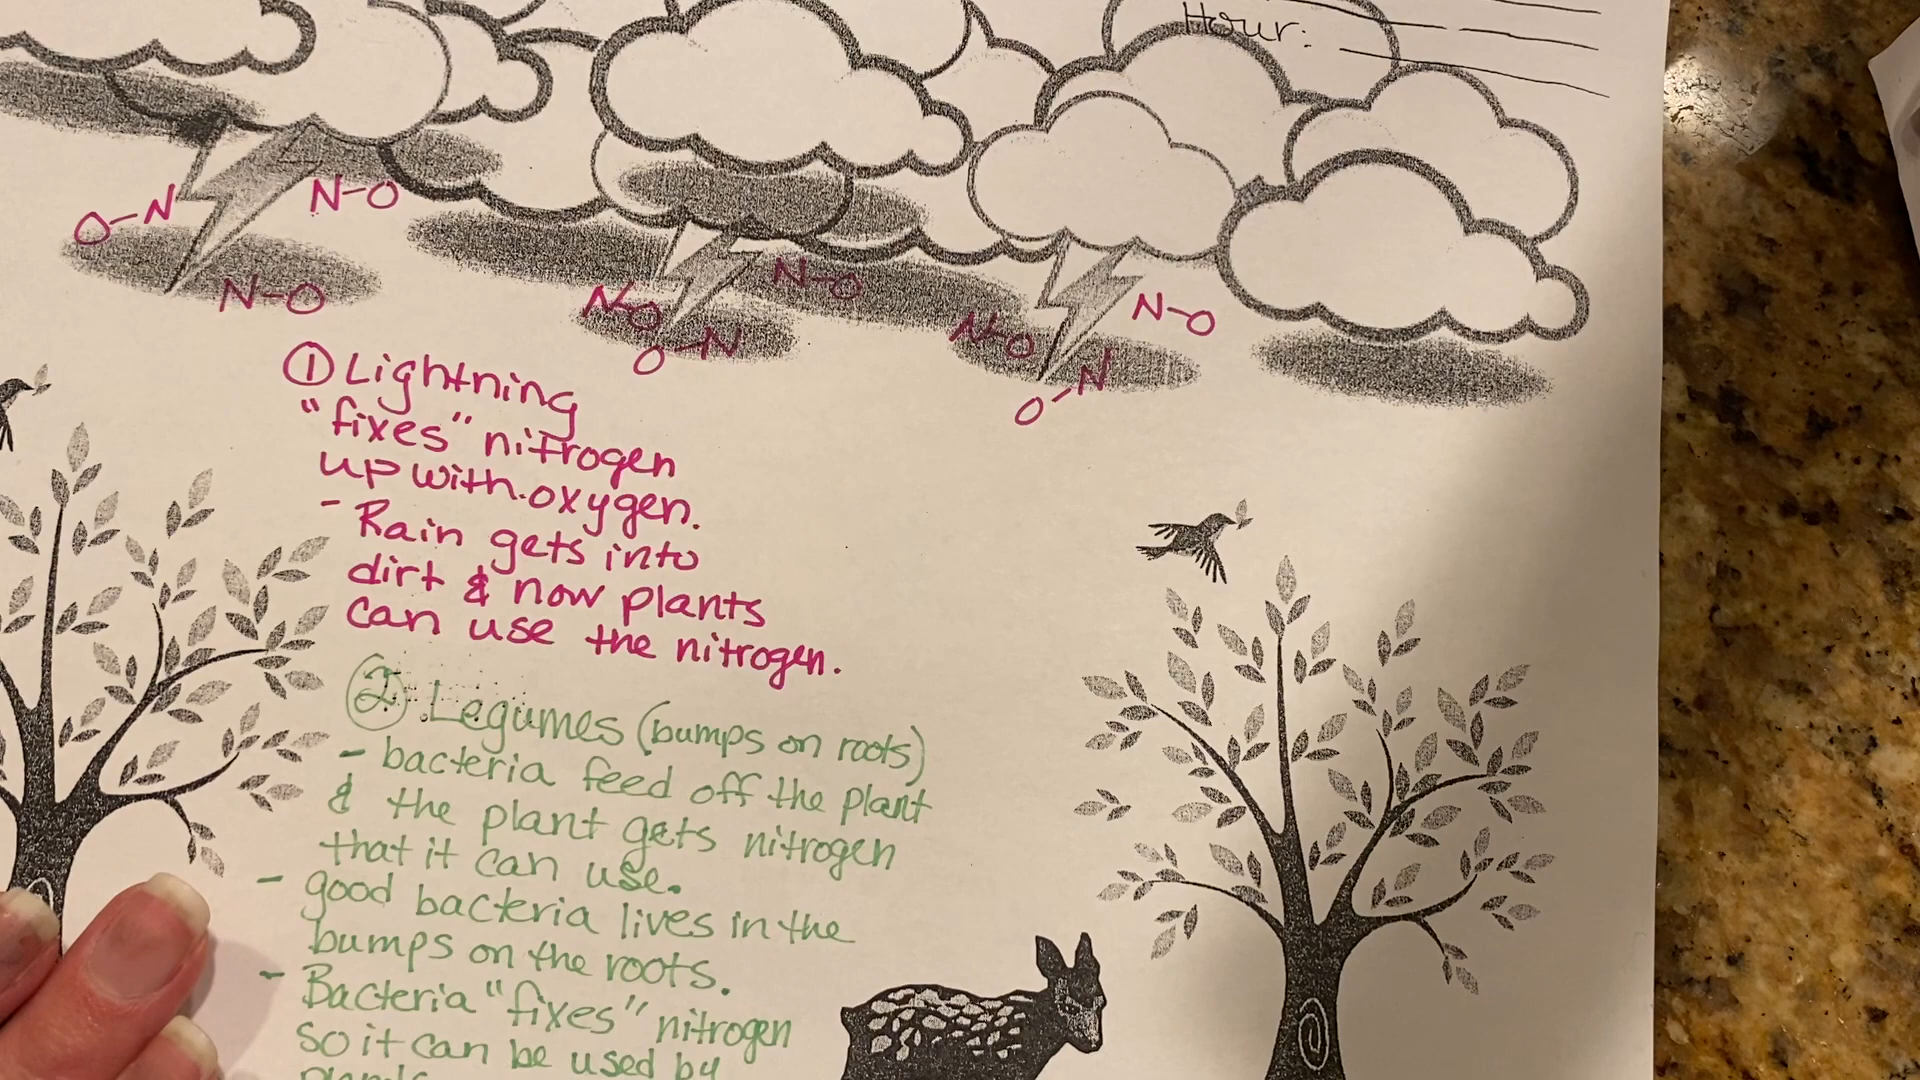 Hour:
O-N
N-O
N-O
N-O
N-O
O-N
N-O
N-O
O-N
① Lightning
"fixes" nitrogen
up with oxygen.
- Rain gets into
dirt & now plants
can use the nitrogen.
② Legumes (bumps on roots)
- bacteria feed off the plant
& the plant gets nitrogen
that it can use.
- good bacteria lives in the
bumps on the roots.
- Bacteria "fixes" nitrogen
so it can be used by